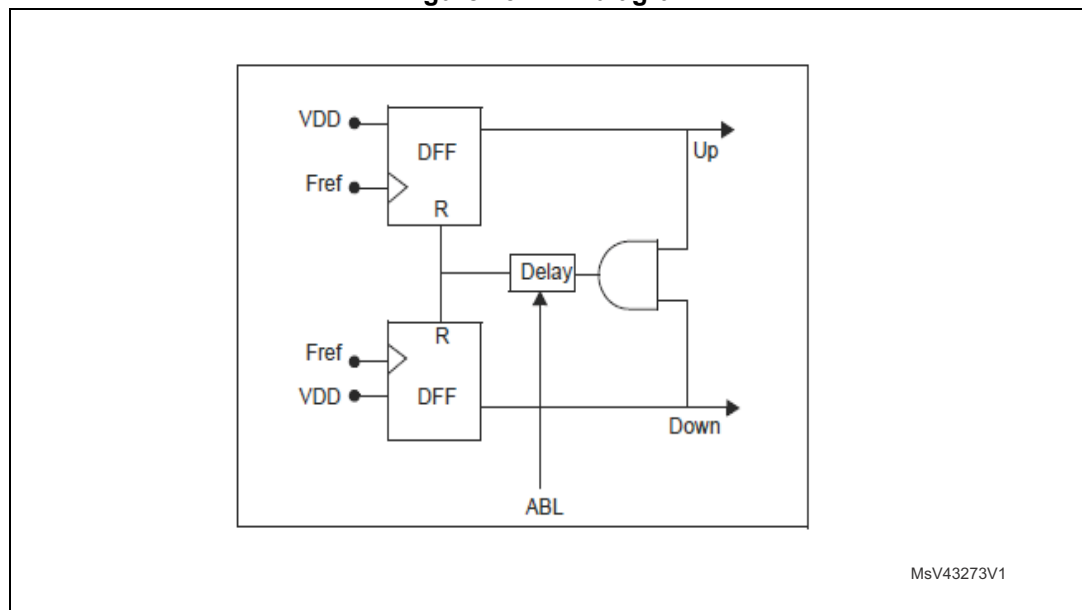 VDD
DFF
Fref
R
Up
Delay
R
Fref
VDD
DFF
Down
ABL
MsV43273V1